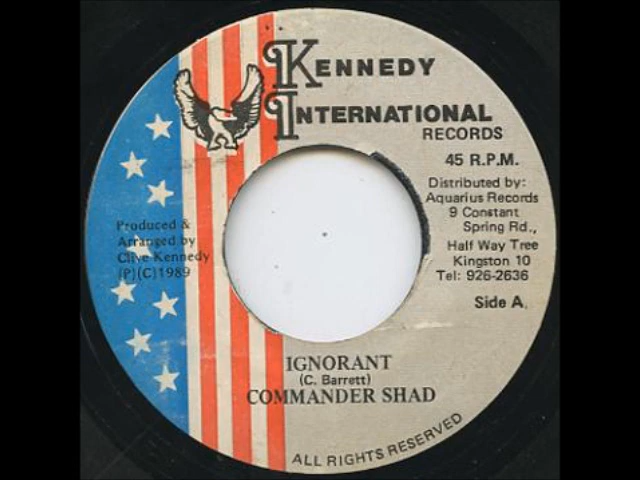 KENNEDY
INTERNATIONAL
RECORDS
45 R.P.M.
Distributed by:
Aquarius Records
9 Constant
Spring Rd.,
Half Way Tree
Kingston 10
Tel: 926-2636
Side A.
Produced &
Arranged by
Clive Kennedy
(P)(C)1989
IGNORANT
(C. Barrett)
COMMANDER SHAD
ALL RIGHTS RESERVED